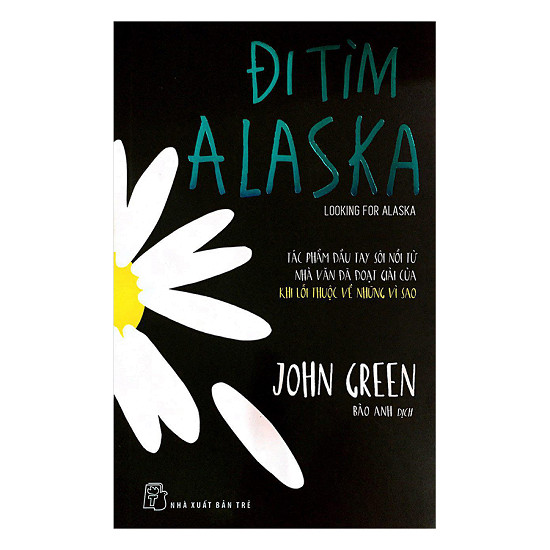 ĐI TÌM
ALASKA
LOOKING FOR ALASKA
TÁC PHẨM ĐẦU TAY SÔI NỔI TỪ
NHÀ VĂN ĐÃ ĐOẠT GIẢI CỦA
KHI LỖI THUỘC VỀ NHỮNG VÌ SAO
JOHN GREEN
BẢO ANH DỊCH
NHÀ XUẤT BẢN TRẺ